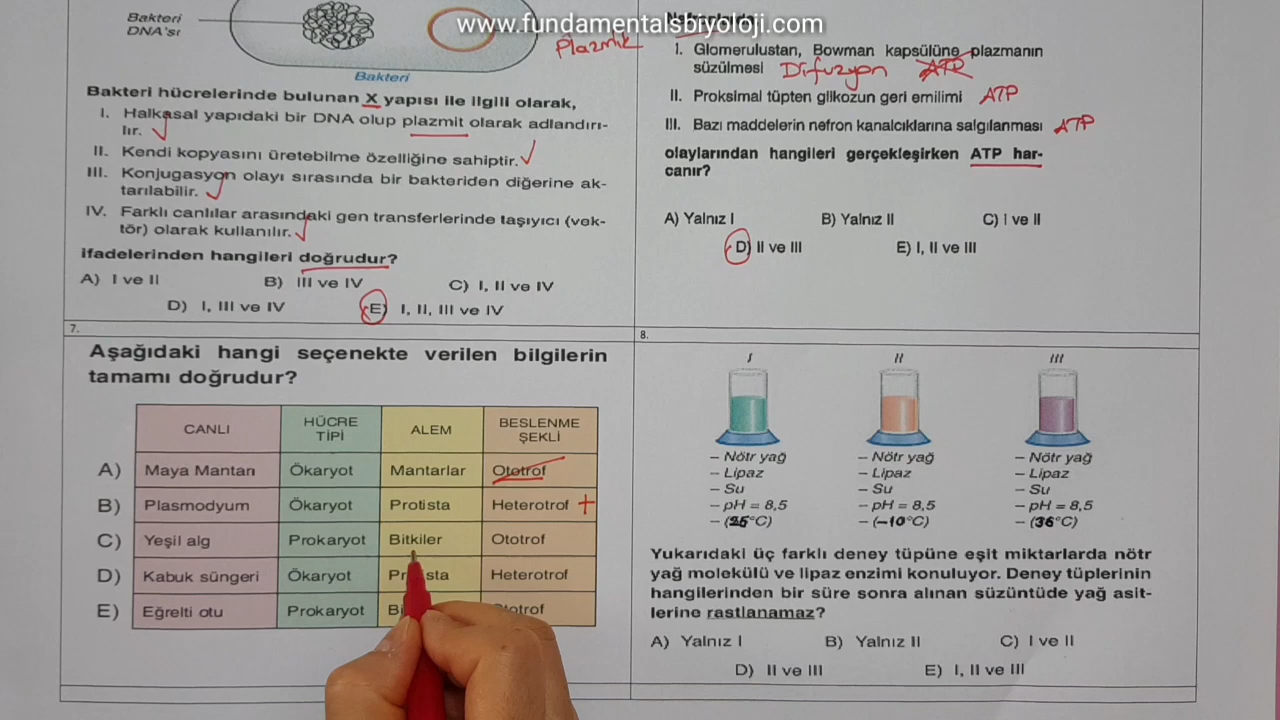 www.fundamentalsbiyoloji.com
Bakteri
DNA'sı
Plazmit
Bakteri
Bakteri hücrelerinde bulunan X yapısı ile ilgili olarak,
I. Halkasal yapıdaki bir DNA olup plazmit olarak adlandırı-
lır.
II. Kendi kopyasını üretebilme özelliğine sahiptir.
III. Konjugasyon olayı sırasında bir bakteriden diğerine ak-
tarılabilir.
IV. Farklı canlılar arasındaki gen transferlerinde taşıyıcı (vek-
tör) olarak kullanılır.
ifadelerinden hangileri doğrudur?
A) I ve II B) III ve IV C) I, II ve IV
D) I, III ve IV E) I, II, III ve IV
I. Glomerulustan, Bowman kapsülüne plazmanın
süzülmesi Difüzyon ATP
II. Proksimal tüpten glikozun geri emilimi ATP
III. Bazı maddelerin nefron kanalcıklarına salgılanması ATP
olaylarından hangileri gerçekleşirken ATP har-
canır?
A) Yalnız I B) Yalnız II C) I ve II
D) II ve III E) I, II ve III
7.
Aşağıdaki hangi seçenekte verilen bilgilerin
tamamı doğrudur?
CANLI HÜCRE TİPİ ALEM BESLENME ŞEKLİ
A) Maya Mantarı Ökaryot Mantarlar Ototrof
B) Plasmodyum Ökaryot Protista Heterotrof +
C) Yeşil alg Prokaryot Bitkiler Ototrof
D) Kabuk süngeri Ökaryot Heterotrof
E) Eğrelti otu Prokaryot
8.
I II III
– Nötr yağ – Nötr yağ – Nötr yağ
– Lipaz – Lipaz – Lipaz
– Su – Su – Su
– pH = 8,5 – pH = 8,5 – pH = 8,5
– (25°C) – (–10°C) – (36°C)
Yukarıdaki üç farklı deney tüpüne eşit miktarlarda nötr
yağ molekülü ve lipaz enzimi konuluyor. Deney tüplerinin
hangilerinden bir süre sonra alınan süzüntüde yağ asit-
lerine rastlanamaz?
A) Yalnız I B) Yalnız II C) I ve II
D) II ve III E) I, II ve III